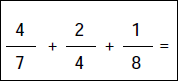 4/7 + 2/4 + 1/8 =